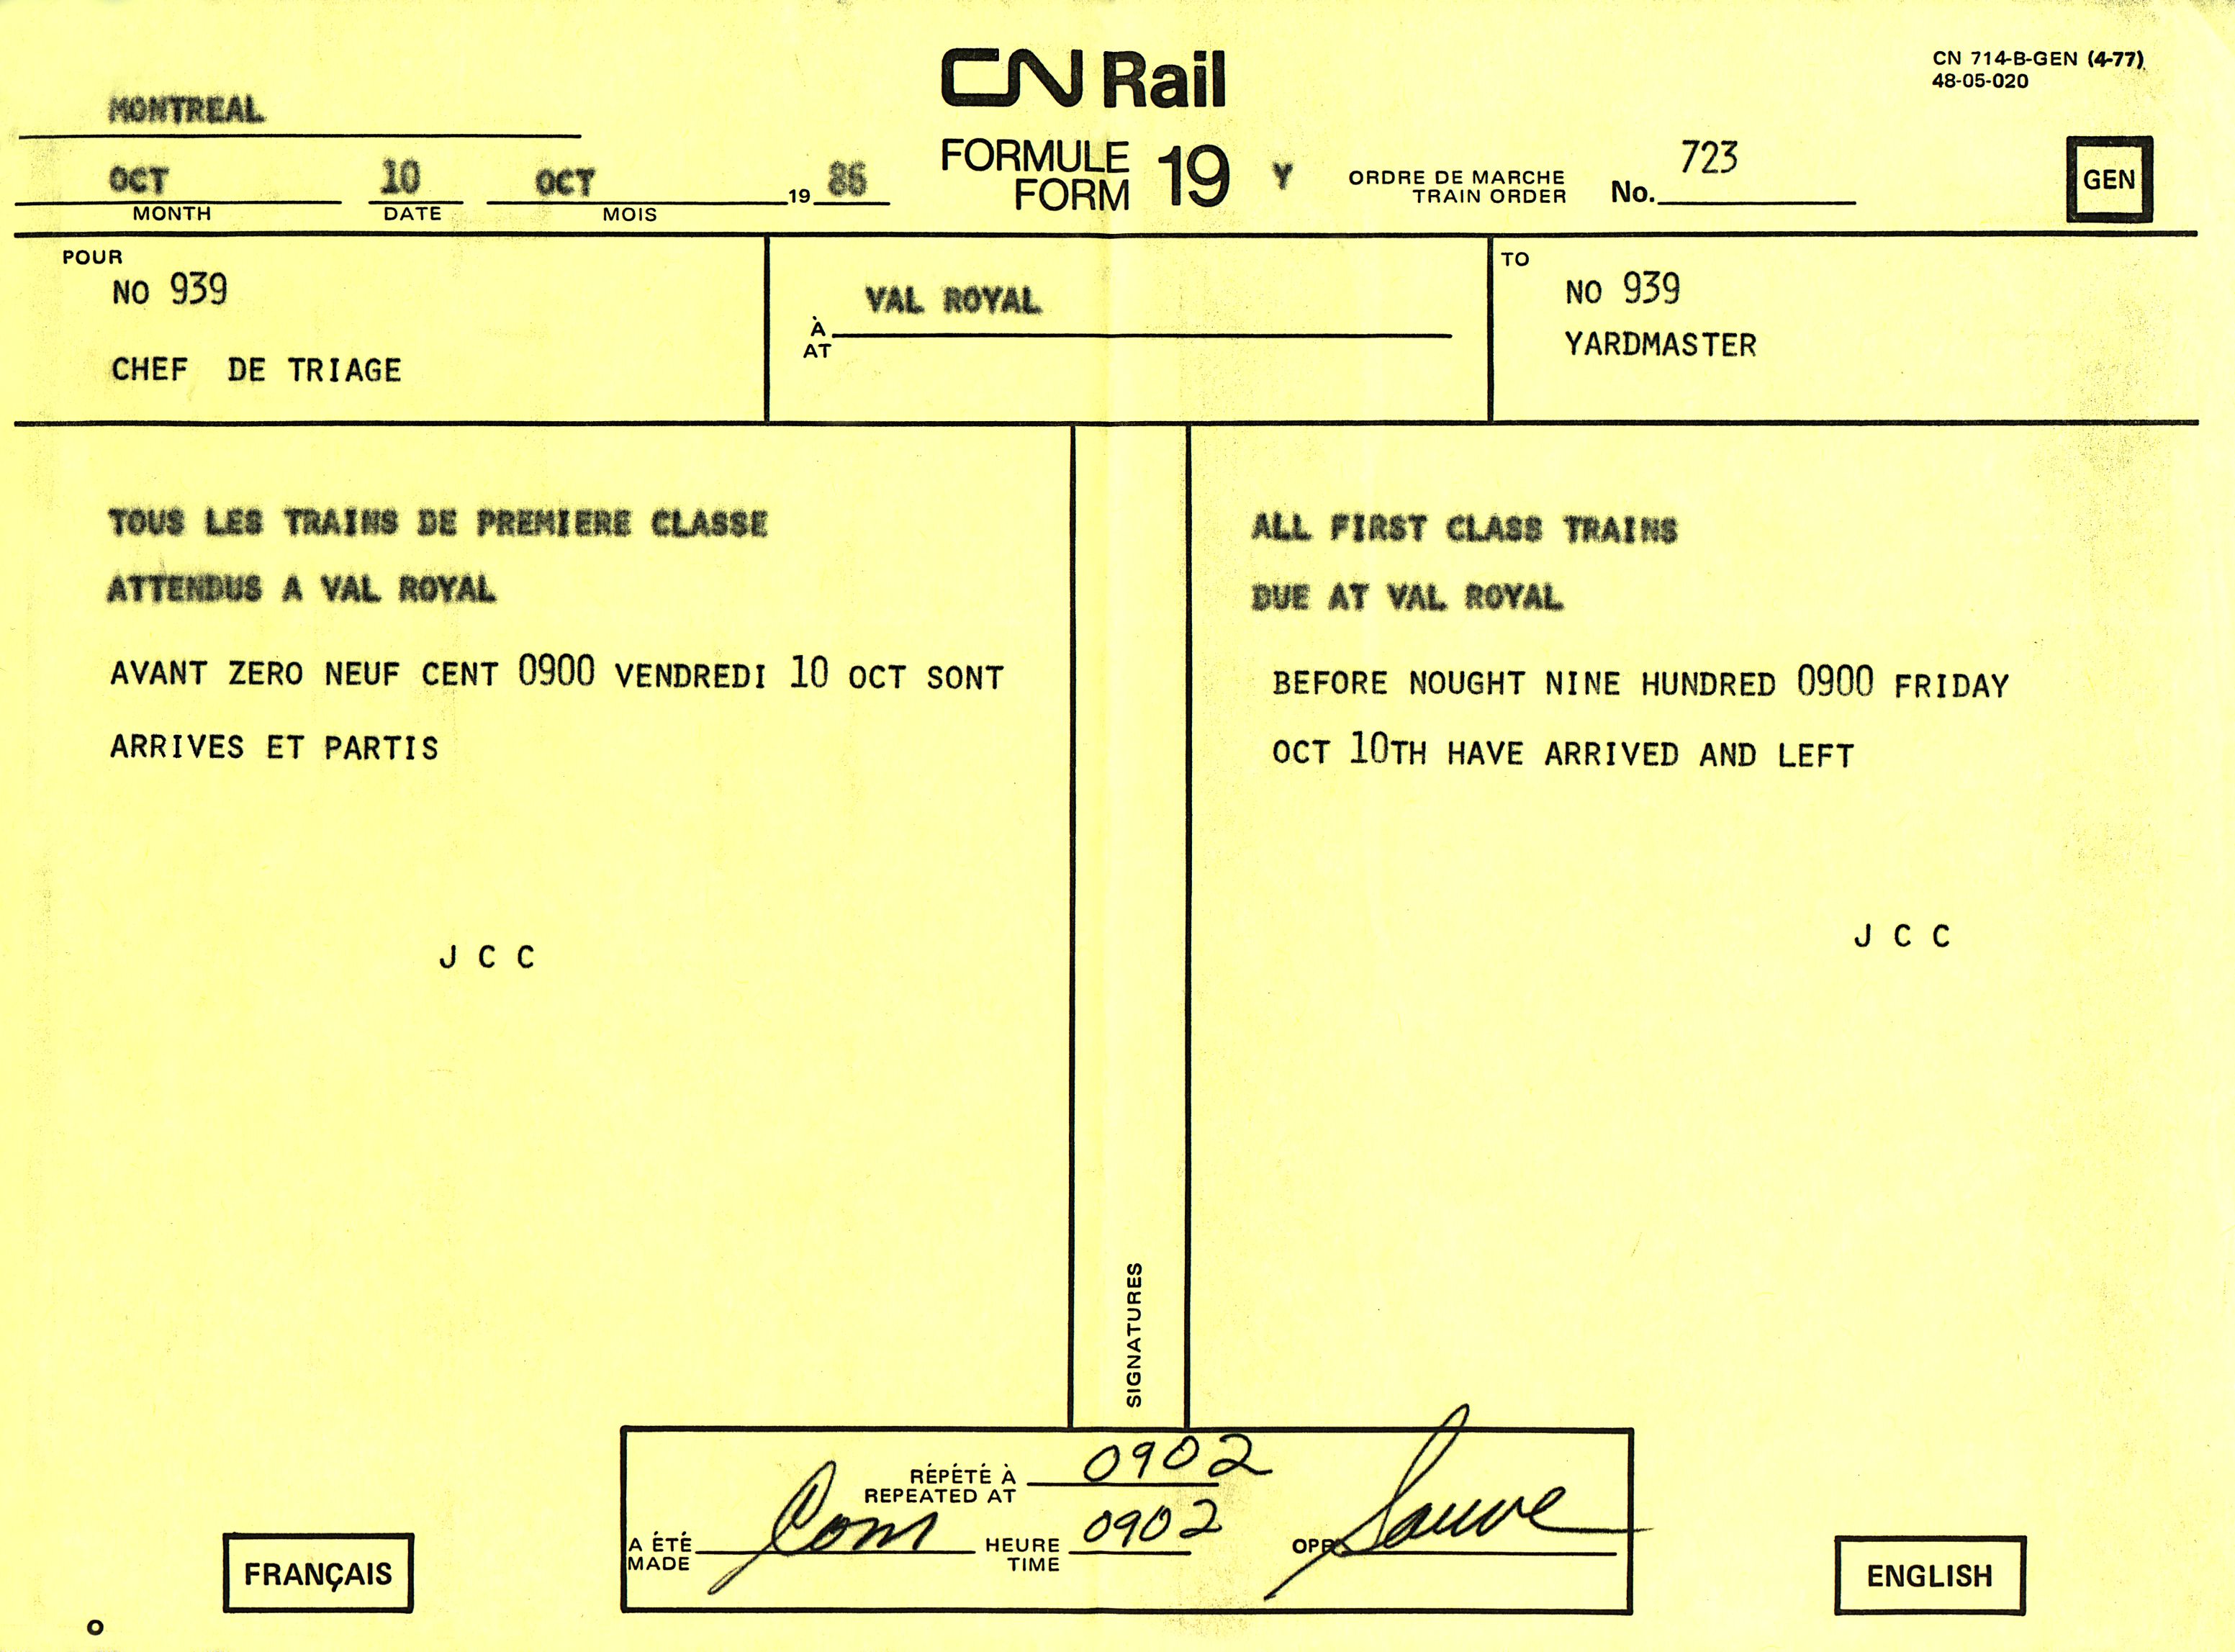 CN Rail
CN 714-B-GEN (4-77)
48-05-020
MONTREAL
OCT 10 OCT 19 86
MONTH DATE MOIS
FORMULE
FORM 19 Y
ORDRE DE MARCHE
TRAIN ORDER No. 723
GEN
POUR
NO 939
CHEF DE TRIAGE
VAL ROYAL
À
AT
TO
NO 939
YARDMASTER
TOUS LES TRAINS DE PREMIERE CLASSE
ATTENDUS A VAL ROYAL
AVANT ZERO NEUF CENT 0900 VENDREDI 10 OCT SONT
ARRIVES ET PARTIS
J C C
SIGNATURES
ALL FIRST CLASS TRAINS
DUE AT VAL ROYAL
BEFORE NOUGHT NINE HUNDRED 0900 FRIDAY
OCT 10TH HAVE ARRIVED AND LEFT
J C C
RÉPÉTÉ À
REPEATED AT 0902
A ÉTÉ
MADE Com
HEURE
TIME 0902
OPR Sauve
FRANÇAIS
ENGLISH